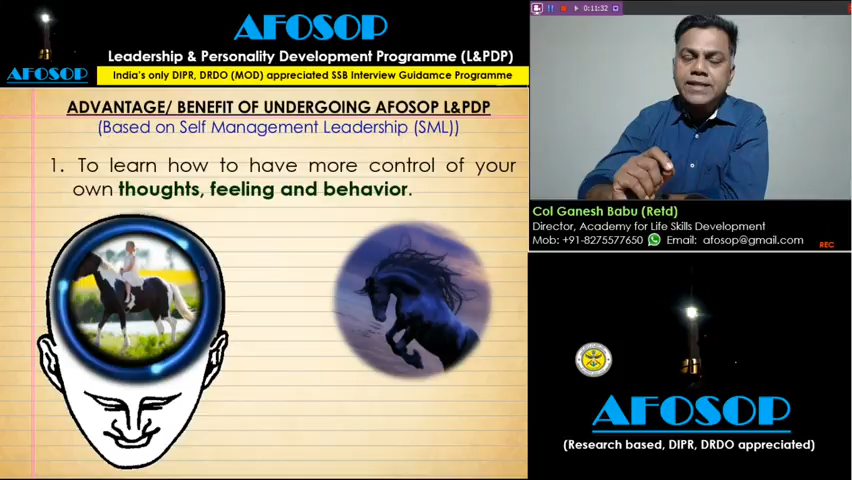 AFOSOP
Leadership & Personality Development Programme (L&PDP)
AFOSOP
India's only DIPR, DRDO (MOD) appreciated SSB Interview Guidamce Programme
ADVANTAGE/ BENEFIT OF UNDERGOING AFOSOP L&PDP
(Based on Self Management Leadership (SML))
1. To learn how to have more control of your
own thoughts, feeling and behavior.
0:11:32
Col Ganesh Babu (Retd)
Director, Academy for Life Skills Development
Mob: +91-8275577650 Email: afosop@gmail.com
REC
AFOSOP
(Research based, DIPR, DRDO appreciated)